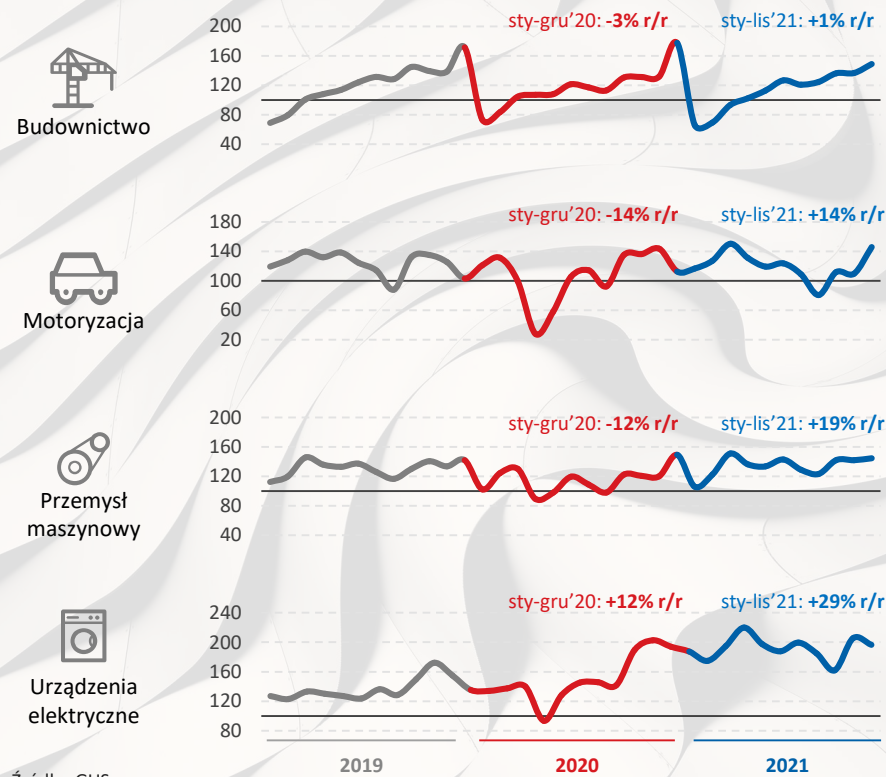 200
sty-gru’20: -3% r/r
sty-lis’21: +1% r/r
160
120
80
40
Budownictwo
180
sty-gru’20: -14% r/r
sty-lis’21: +14% r/r
140
100
60
20
Motoryzacja
200
sty-gru’20: -12% r/r
sty-lis’21: +19% r/r
160
120
80
40
Przemysł
maszynowy
240
sty-gru’20: +12% r/r
sty-lis’21: +29% r/r
200
160
120
80
Urządzenia
elektryczne
2019
2020
2021